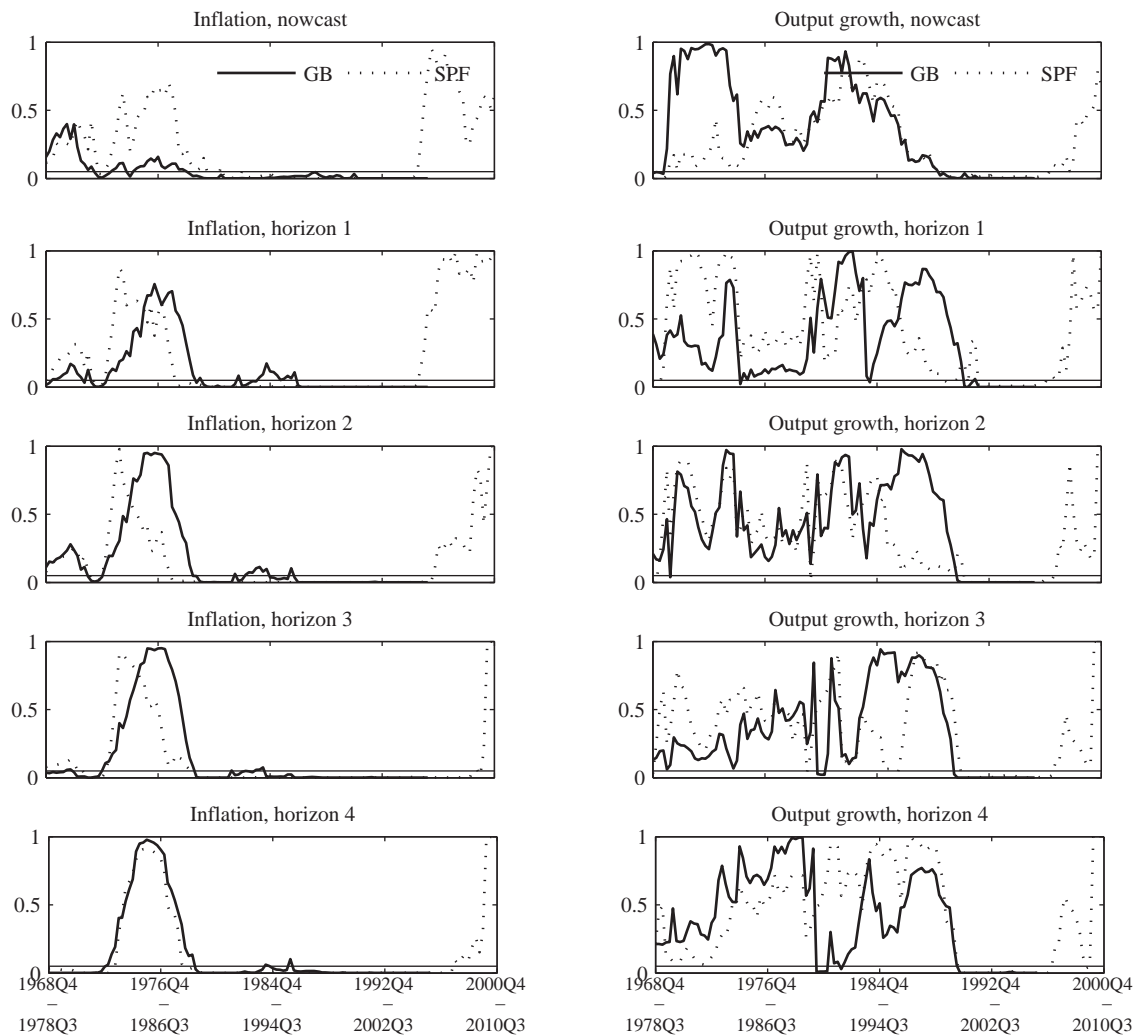 Inflation, nowcast
1
0.5
0
GB
SPF
Output growth, nowcast
1
0.5
0
GB
SPF
Inflation, horizon 1
1
0.5
0
Output growth, horizon 1
1
0.5
0
Inflation, horizon 2
1
0.5
0
Output growth, horizon 2
1
0.5
0
Inflation, horizon 3
1
0.5
0
Output growth, horizon 3
1
0.5
0
Inflation, horizon 4
1
0.5
0
1968Q4 1976Q4 1984Q4 1992Q4 2000Q4
– – – – –
1978Q3 1986Q3 1994Q3 2002Q3 2010Q3
Output growth, horizon 4
1
0.5
0
1968Q4 1976Q4 1984Q4 1992Q4 2000Q4
– – – – –
1978Q3 1986Q3 1994Q3 2002Q3 2010Q3